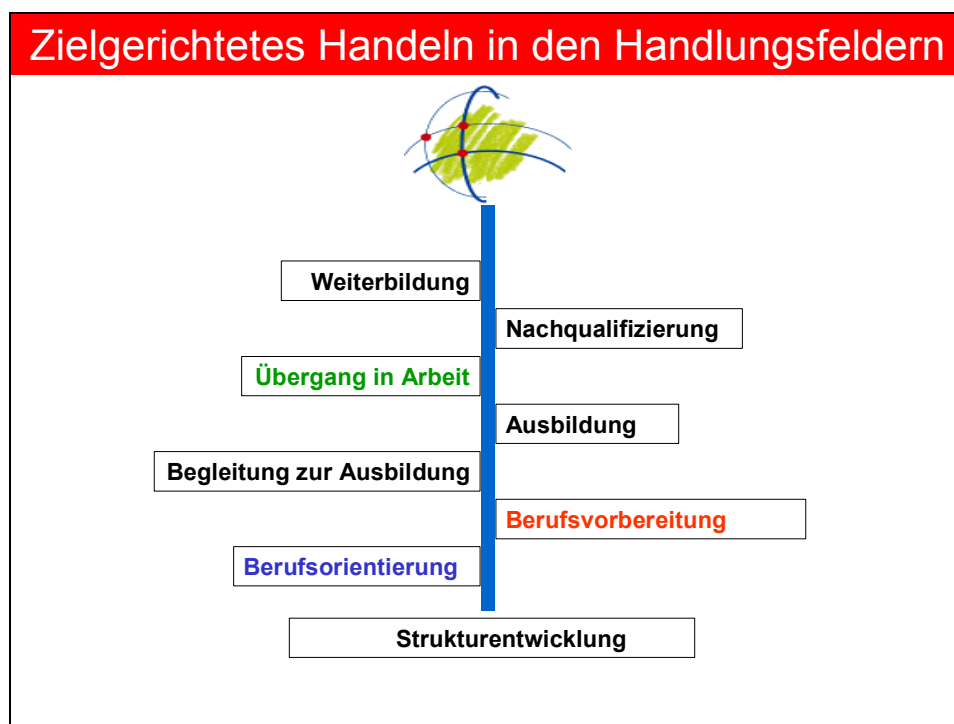 Zielgerichtetes Handeln in den Handlungsfeldern
Weiterbildung
Nachqualifizierung
Übergang in Arbeit
Ausbildung
Begleitung zur Ausbildung
Berufsvorbereitung
Berufsorientierung
Strukturentwicklung